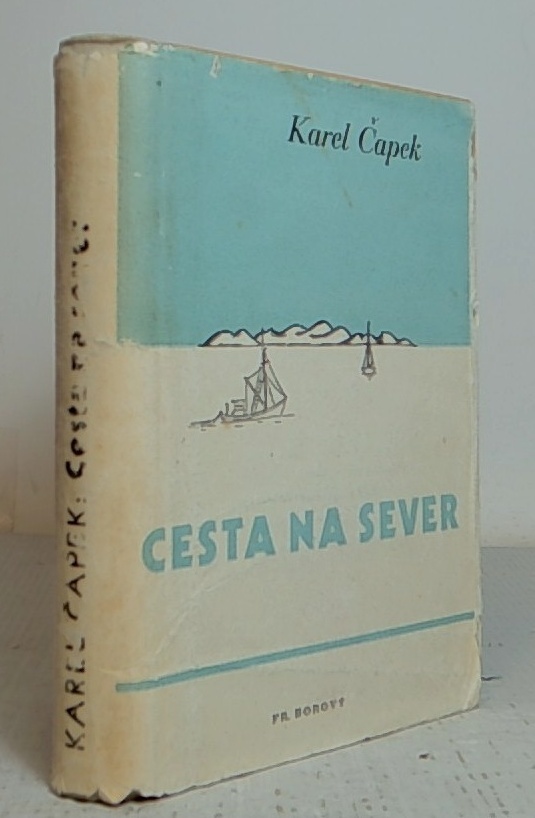 Karel Čapek
CESTA NA SEVER
FR. BOROVÝ
KAREL ČAPEK: Cesta na sever